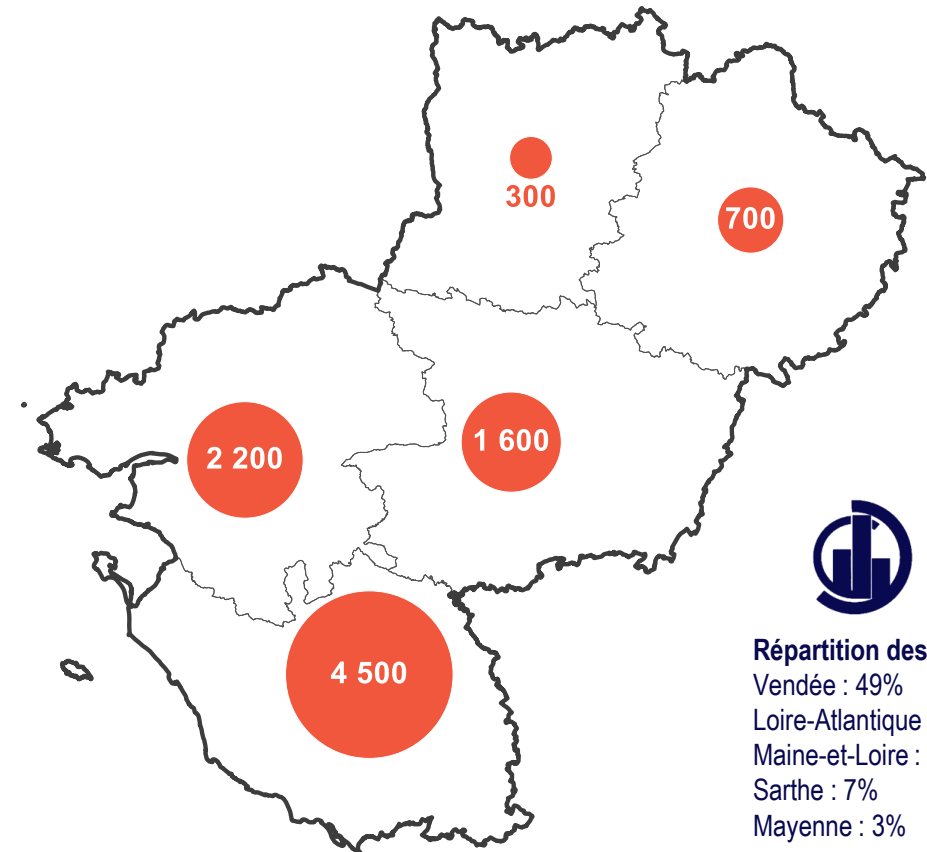 300
700
2 200
1 600
4 500
Répartition des
Vendée : 49%
Loire-Atlantique
Maine-et-Loire :
Sarthe : 7%
Mayenne : 3%